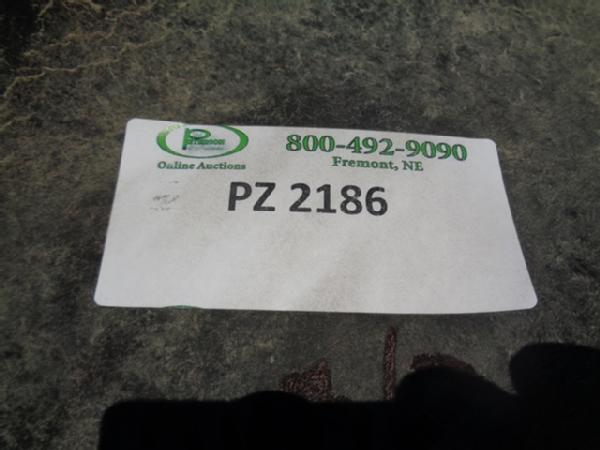 800-492-9090
Online Auctions
Fremont, NE
PZ 2186